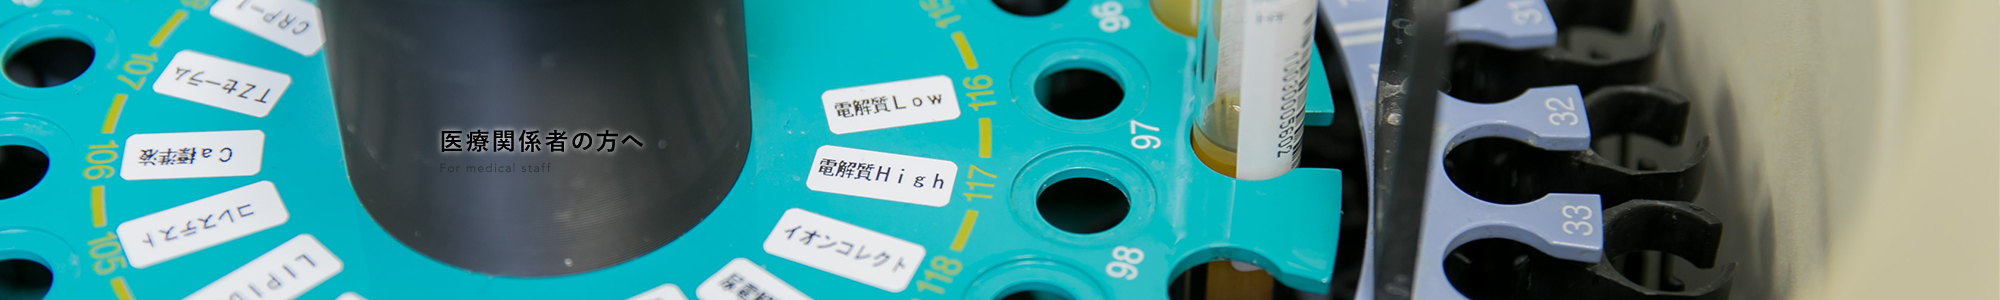 医療関係者の方へ
For medical staff
CRP-1
TZセーラム
Ca標準液
コレステスト
LIPID
電解質Low
電解質High
イオンコレクト
115
116
117
118
107
106
105
96
97
98
10030005602
31
32
33